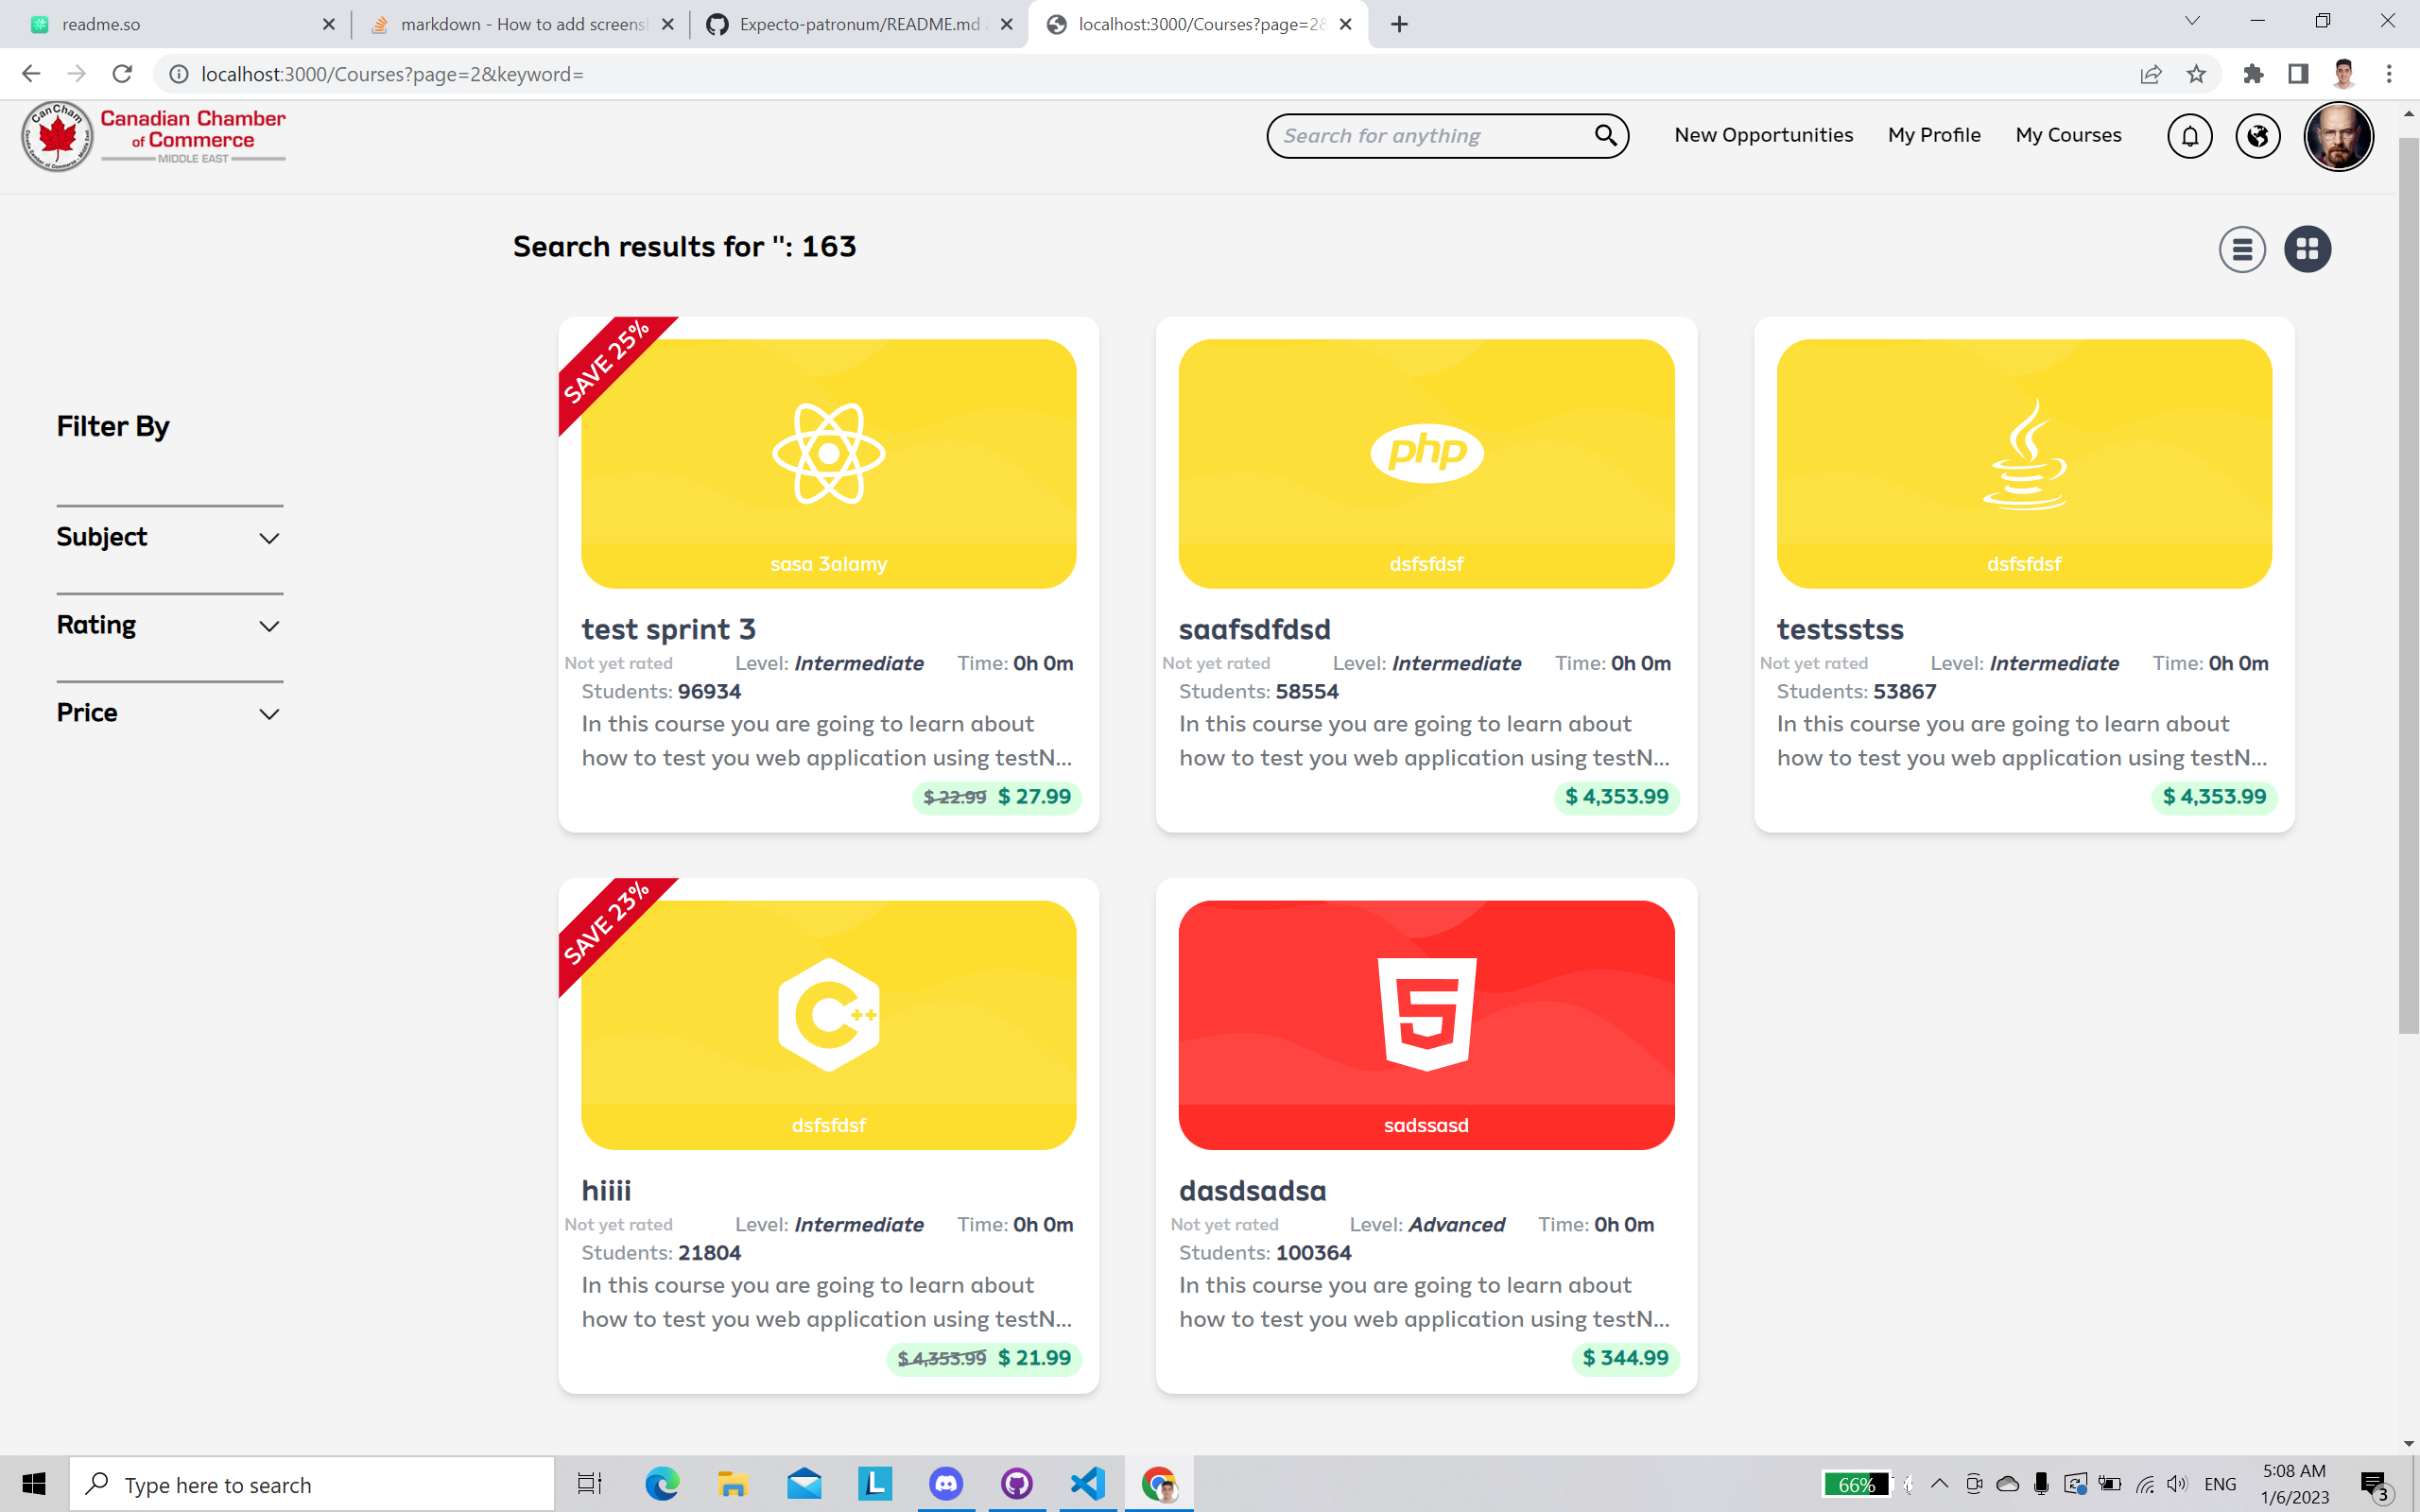 readme.so
markdown - How to add screensh
Expecto-patronum/README.md
localhost:3000/Courses?page=2&
localhost:3000/Courses?page=2&keyword=
CanCham
Canadian Chamber
of Commerce
MIDDLE EAST
Search for anything
New Opportunities
My Profile
My Courses
Search results for '': 163
Filter By
Subject
Rating
Price
SAVE 25%
sasa 3alamy
test sprint 3
Not yet rated Level: Intermediate Time: 0h 0m
Students: 96934
In this course you are going to learn about
how to test you web application using testN...
$ 22.99 $ 27.99
php
dsfsfdsf
saafsdfdsd
Not yet rated Level: Intermediate Time: 0h 0m
Students: 58554
In this course you are going to learn about
how to test you web application using testN...
$ 4,353.99
dsfsfdsf
testsstss
Not yet rated Level: Intermediate Time: 0h 0m
Students: 53867
In this course you are going to learn about
how to test you web application using testN...
$ 4,353.99
SAVE 23%
C++
dsfsfdsf
hiiii
Not yet rated Level: Intermediate Time: 0h 0m
Students: 21804
In this course you are going to learn about
how to test you web application using testN...
$ 4,353.99 $ 21.99
5
sadssasd
dasdsadsa
Not yet rated Level: Advanced Time: 0h 0m
Students: 100364
In this course you are going to learn about
how to test you web application using testN...
$ 344.99
Type here to search
L
66%
ENG
5:08 AM
1/6/2023
3